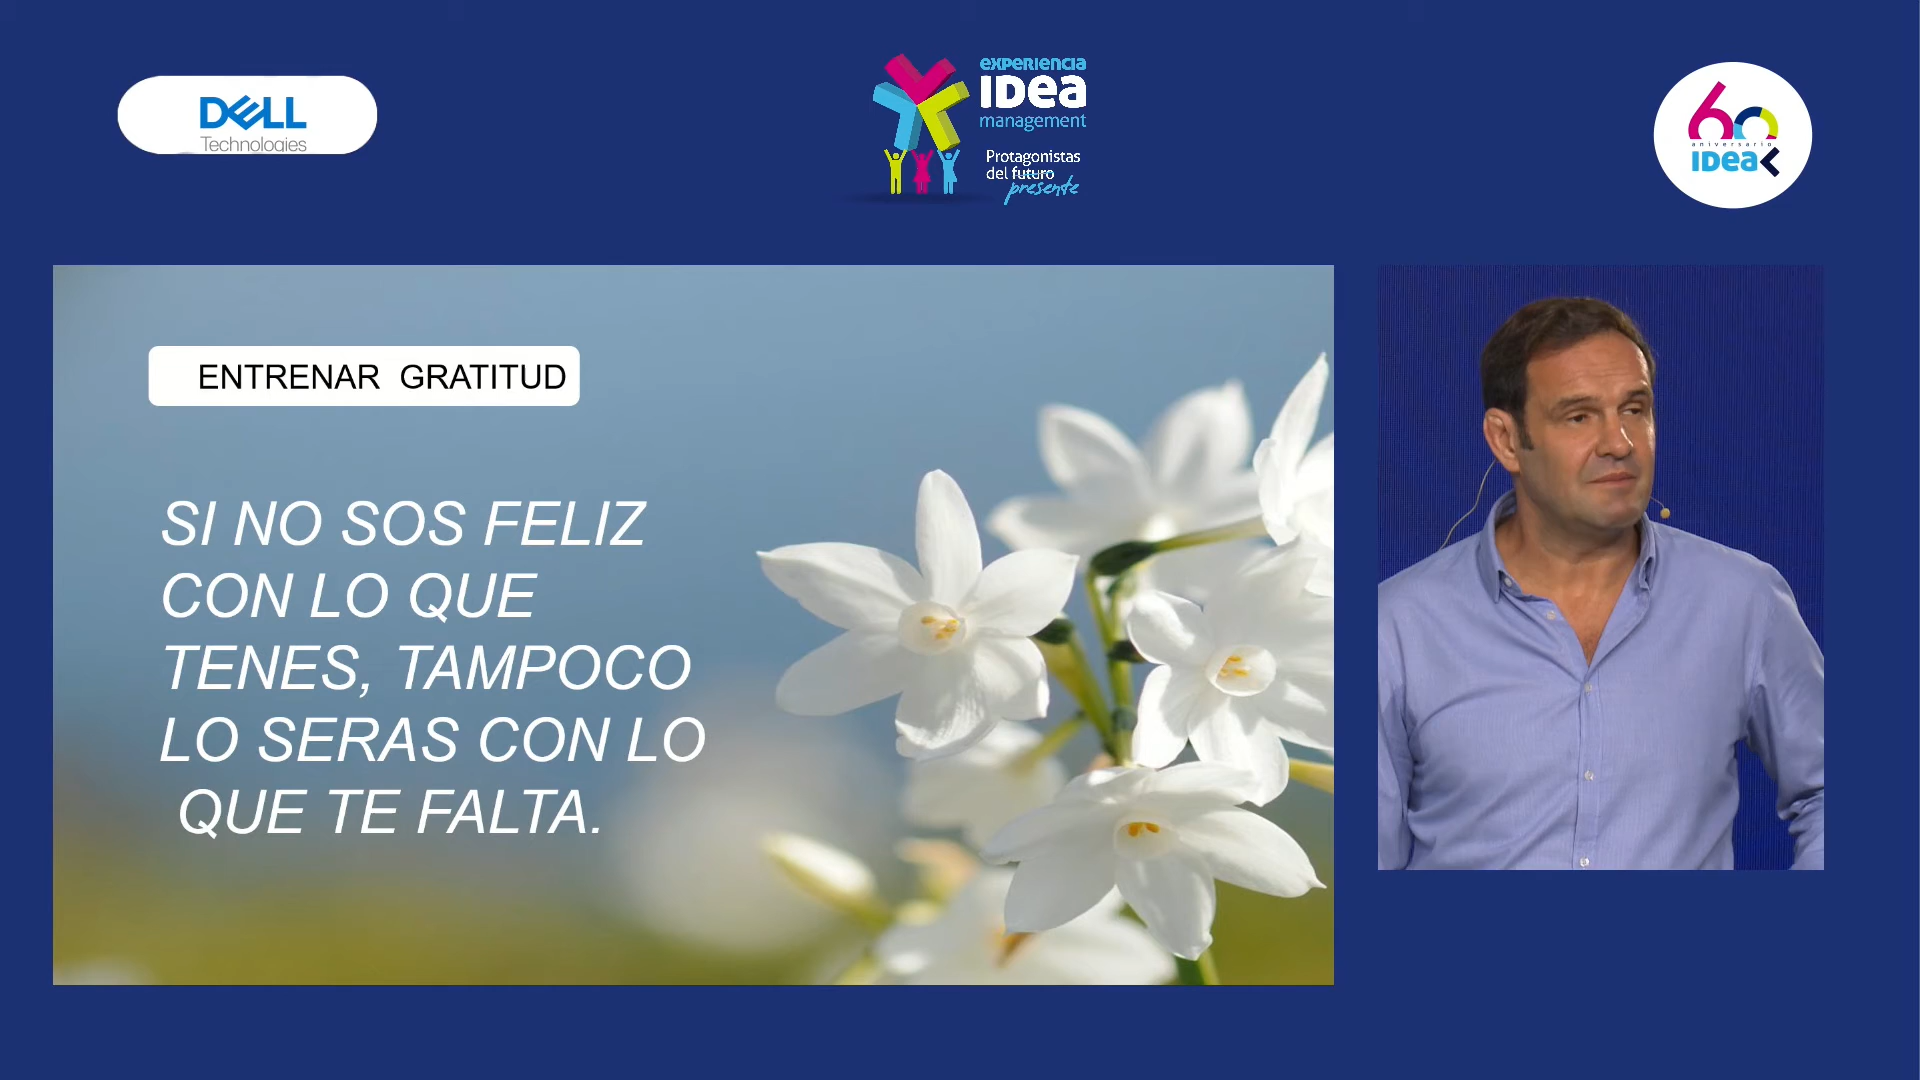 DELL
Technologies
experiencia
IDea
management
Protagonistas
del futuro
presente
60
aniversario
IDea
ENTRENAR GRATITUD
SI NO SOS FELIZ
CON LO QUE
TENES, TAMPOCO
LO SERAS CON LO
QUE TE FALTA.